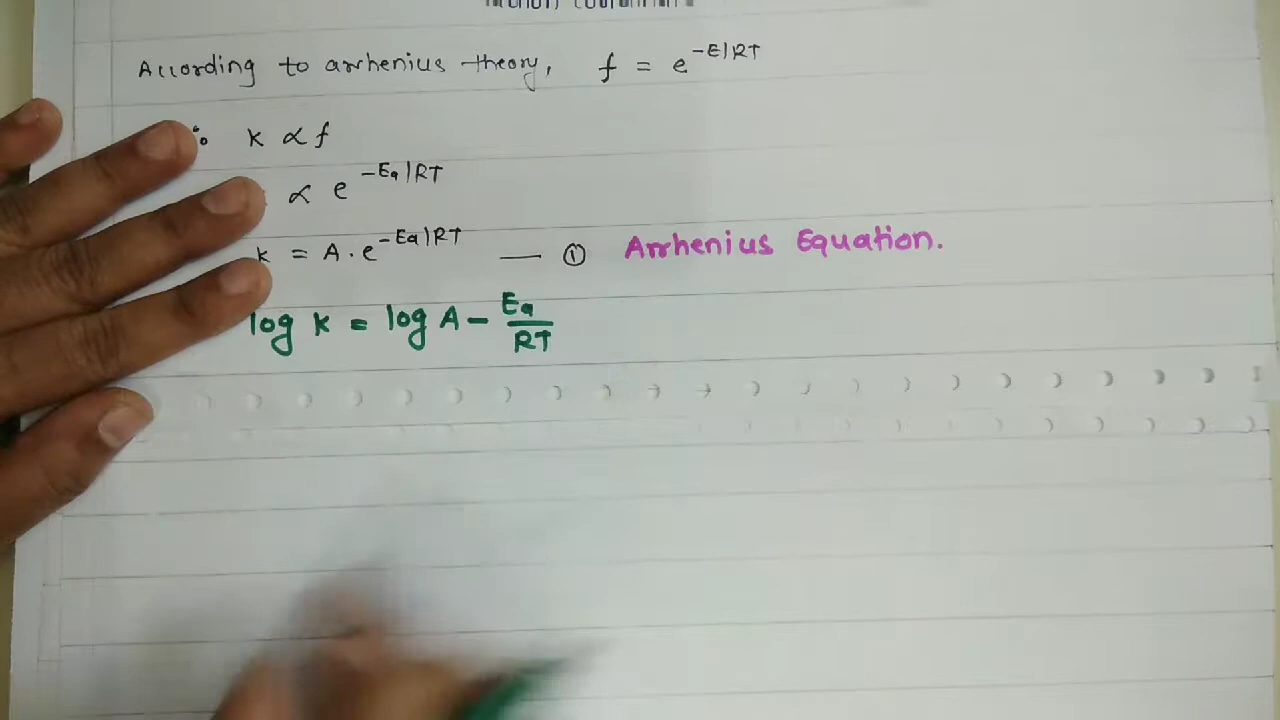 According to arrhenius theory, f = e^-E/RT
∴ k ∝ f
∝ e^-Ea/RT
k = A · e^-Ea/RT — ① Arrhenius Equation.
log k = log A - Ea/RT